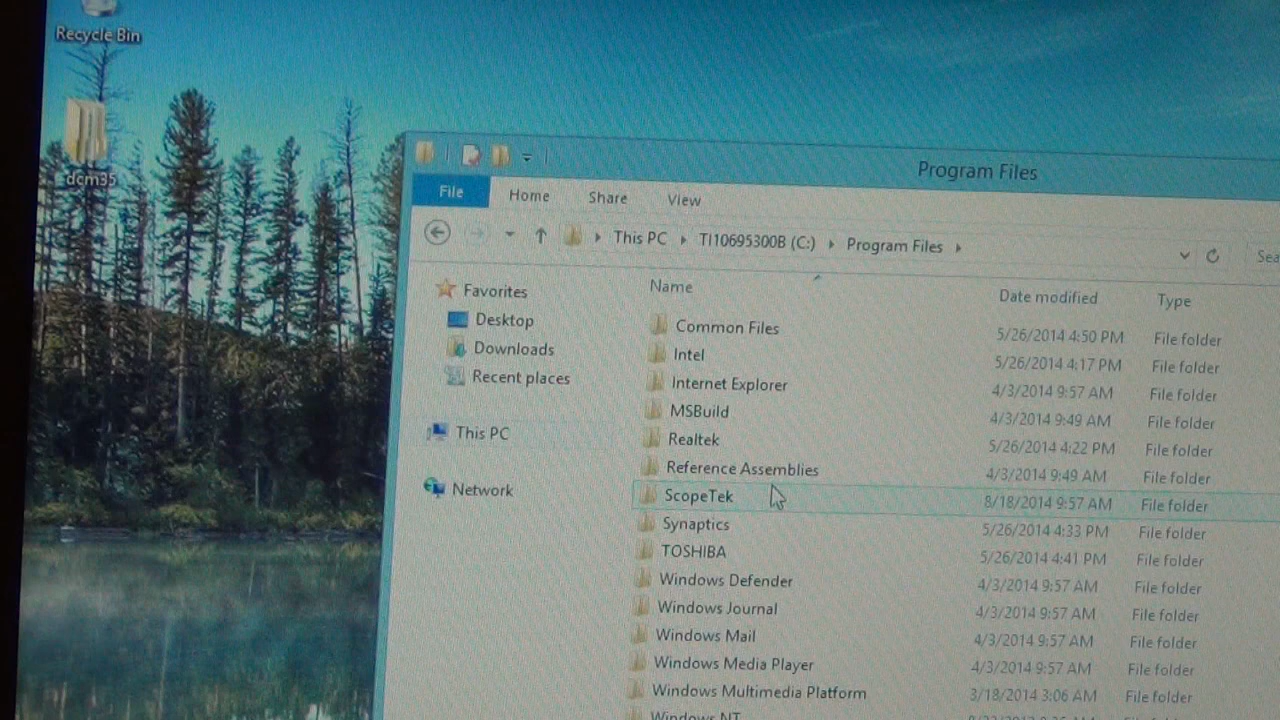 Recycle Bin
dcm35
Program Files
File Home Share View
This PC TI10695300B (C:) Program Files
Sea
Name Date modified Type
Favorites
Desktop
Downloads
Recent places
This PC
Network
Common Files 5/26/2014 4:50 PM File folder
Intel 5/26/2014 4:17 PM File folder
Internet Explorer 4/3/2014 9:57 AM File folder
MSBuild 4/3/2014 9:49 AM File folder
Realtek 5/26/2014 4:22 PM File folder
Reference Assemblies 4/3/2014 9:49 AM File folder
ScopeTek 8/18/2014 9:57 AM File folder
Synaptics 5/26/2014 4:33 PM File folder
TOSHIBA 5/26/2014 4:41 PM File folder
Windows Defender 4/3/2014 9:57 AM File folder
Windows Journal 4/3/2014 9:57 AM File folder
Windows Mail 4/3/2014 9:57 AM File folder
Windows Media Player 4/3/2014 9:57 AM File folder
Windows Multimedia Platform 3/18/2014 3:06 AM File folder
Windows NT